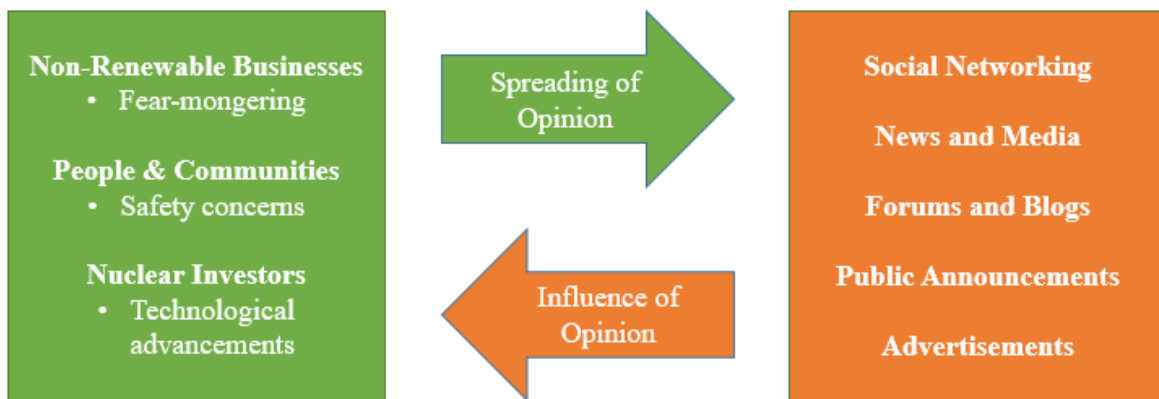 Non-Renewable Businesses
• Fear-mongering
People & Communities
• Safety concerns
Nuclear Investors
• Technological
advancements
Spreading of
Opinion
Influence of
Opinion
Social Networking
News and Media
Forums and Blogs
Public Announcements
Advertisements